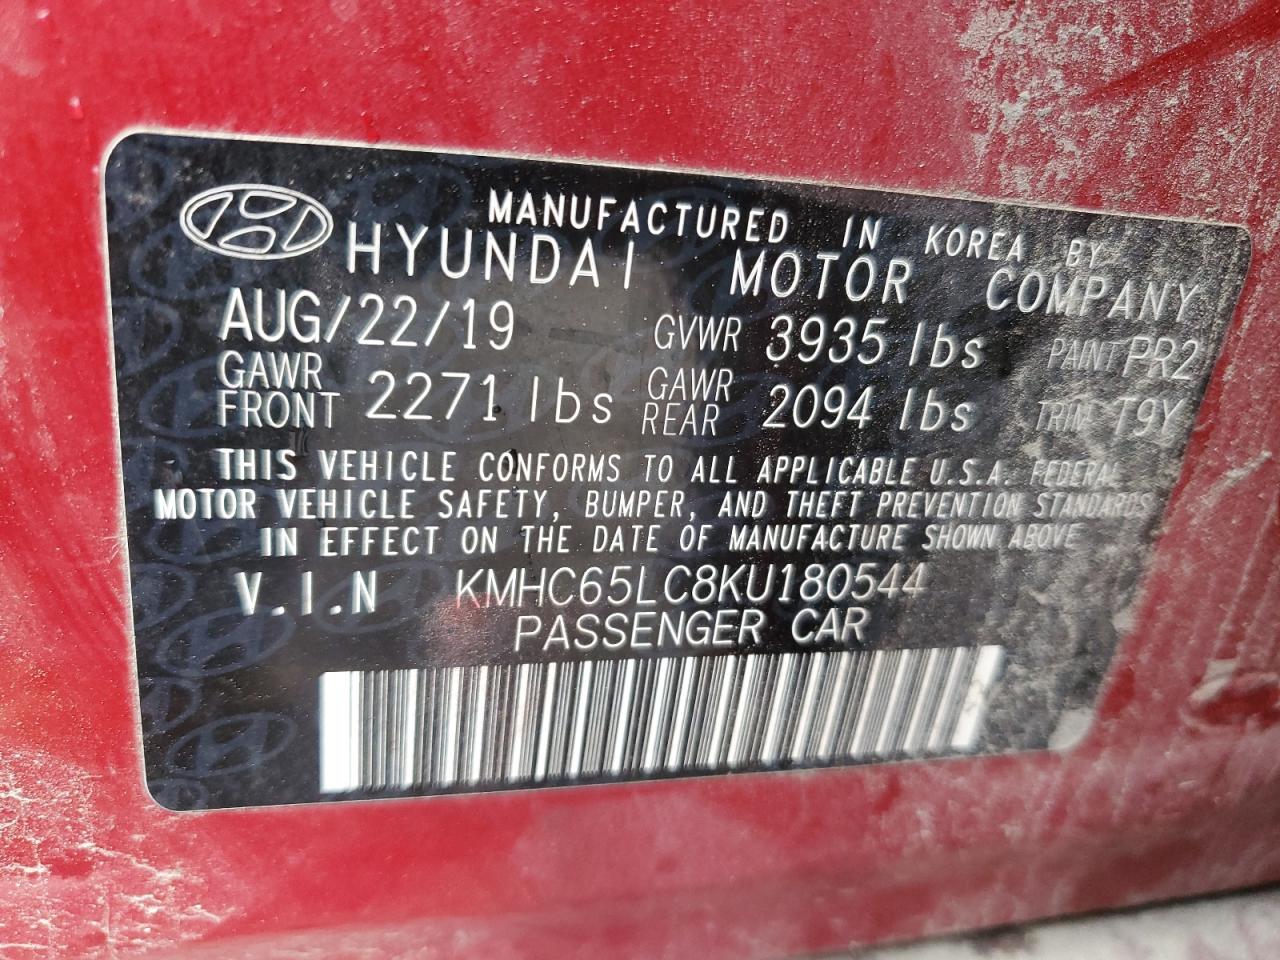 MANUFACTURED IN KOREA BY
HYUNDAI MOTOR COMPANY
AUG/22/19 GVWR 3935 lbs PAINT PR2
GAWR FRONT 2271 lbs GAWR REAR 2094 lbs TRIM T9Y
THIS VEHICLE CONFORMS TO ALL APPLICABLE U.S.A. FEDERAL
MOTOR VEHICLE SAFETY, BUMPER, AND THEFT PREVENTION STANDARDS
IN EFFECT ON THE DATE OF MANUFACTURE SHOWN ABOVE
V.I.N KMHC65LC8KU180544
PASSENGER CAR